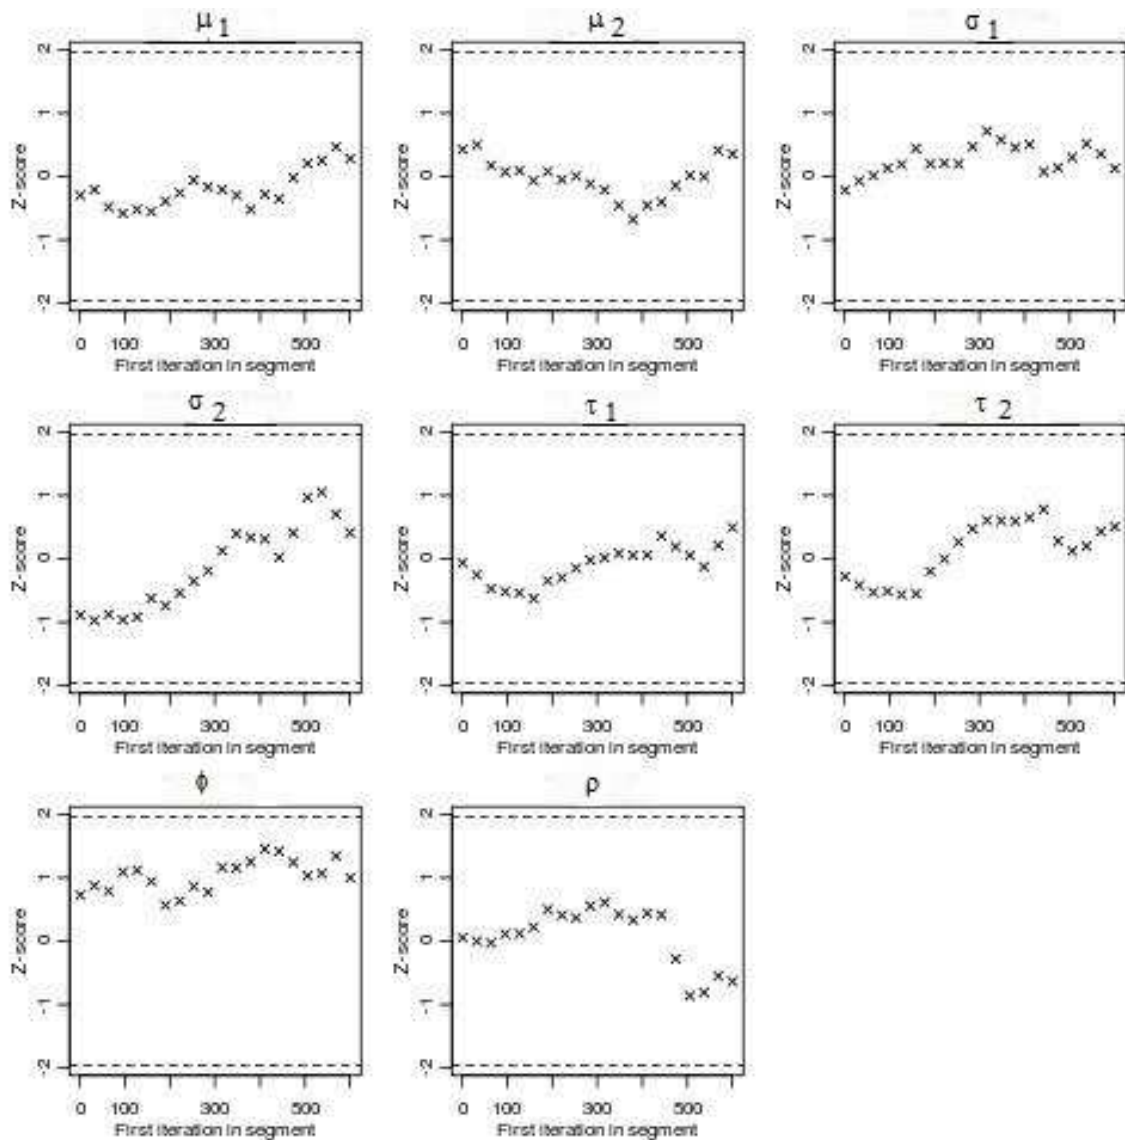 μ 1
μ 2
σ 1
Z-score
2
1
0
-1
-2
0 100 300 500
First iteration in segment
Z-score
2
1
0
-1
-2
0 100 300 500
First iteration in segment
Z-score
2
1
0
-1
-2
0 100 300 500
First iteration in segment
σ 2
τ 1
τ 2
Z-score
2
1
0
-1
-2
0 100 300 500
First iteration in segment
Z-score
2
1
0
-1
-2
0 100 300 500
First iteration in segment
Z-score
2
1
0
-1
-2
0 100 300 500
First iteration in segment
ϕ
ρ
Z-score
2
1
0
-1
-2
0 100 300 500
First iteration in segment
Z-score
2
1
0
-1
-2
0 100 300 500
First iteration in segment